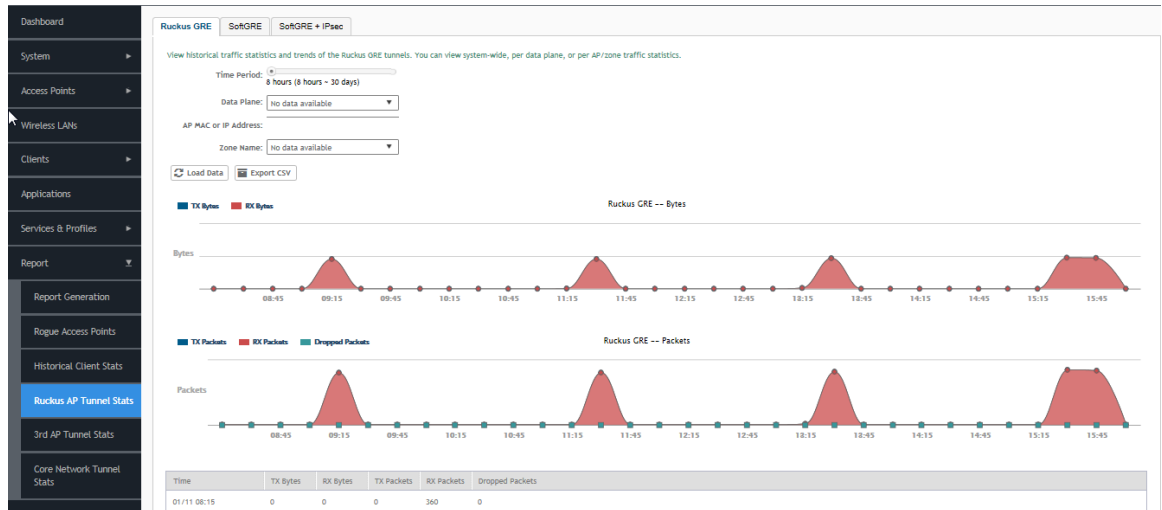 Dashboard
System
Access Points
Wireless LANs
Clients
Applications
Services & Profiles
Report
Report Generation
Rogue Access Points
Historical Client Stats
Ruckus AP Tunnel Stats
3rd AP Tunnel Stats
Core Network Tunnel
Stats
Ruckus GRE SoftGRE SoftGRE + IPsec
View historical traffic statistics and trends of the Ruckus GRE tunnels. You can view system-wide, per data plane, or per AP/zone traffic statistics.
Time Period:
8 hours (8 hours ~ 30 days)
Data Plane: No data available
AP MAC or IP Address:
Zone Name: No data available
Load Data Export CSV
TX Bytes RX Bytes Ruckus GRE -- Bytes
Bytes
08:45 09:15 09:45 10:15 10:45 11:15 11:45 12:15 12:45 13:15 13:45 14:15 14:45 15:15 15:45
TX Packets RX Packets Dropped Packets Ruckus GRE -- Packets
Packets
08:45 09:15 09:45 10:15 10:45 11:15 11:45 12:15 12:45 13:15 13:45 14:15 14:45 15:15 15:45
Time TX Bytes RX Bytes TX Packets RX Packets Dropped Packets
01/11 08:15 0 0 0 360 0